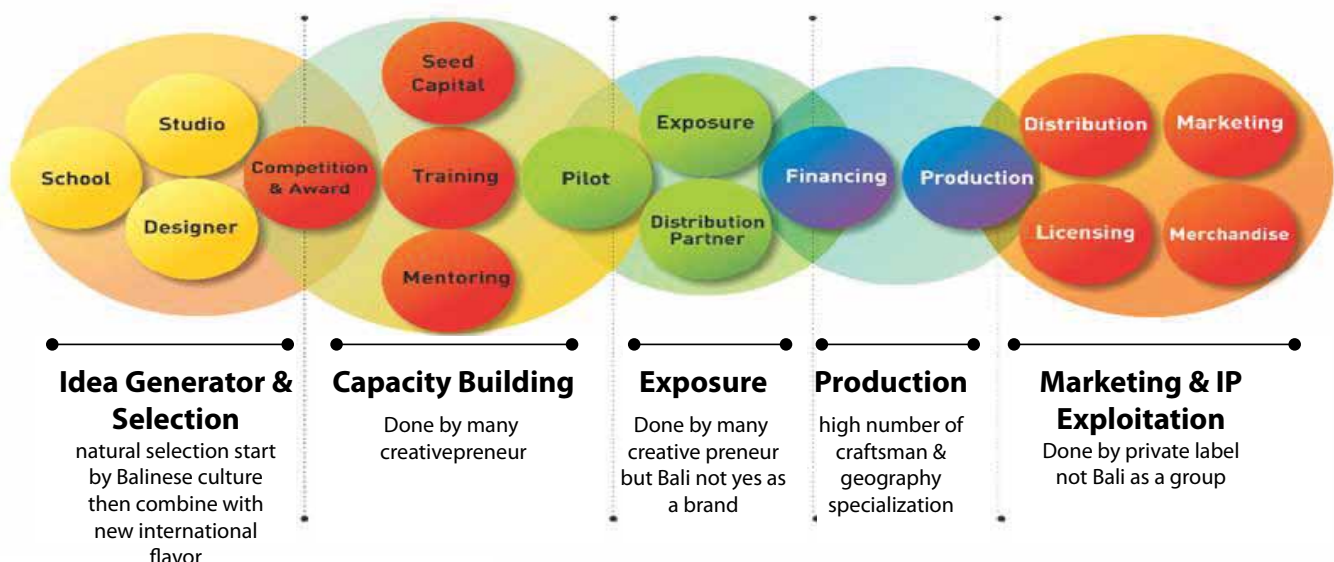 School
Studio
Designer
Competition
& Award
Seed
Capital
Training
Mentoring
Pilot
Exposure
Distribution
Partner
Financing
Production
Distribution
Marketing
Licensing
Merchandise
Idea Generator &
Selection
natural selection start
by Balinese culture
then combine with
new international
flavor
Capacity Building
Done by many
creativepreneur
Exposure
Done by many
creative preneur
but Bali not yes as
a brand
Production
high number of
craftsman &
geography
specialization
Marketing & IP
Exploitation
Done by private label
not Bali as a group